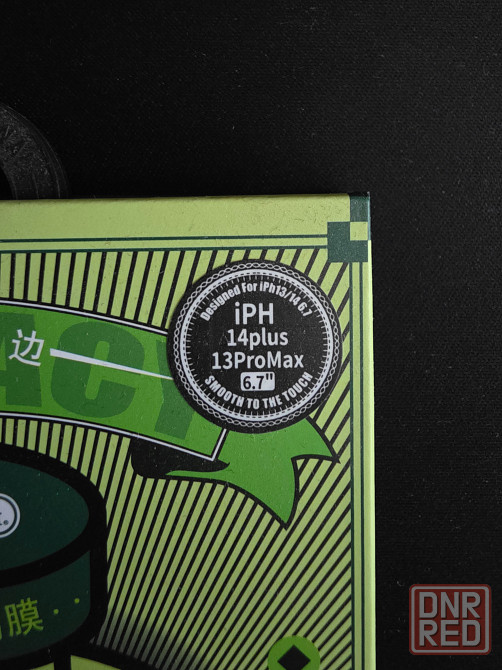 Designed For iPh13/14 6.7
iPH
14plus
13ProMax
6.7"
SMOOTH TO THE TOUCH
边
ACY
膜··
DNR
RED